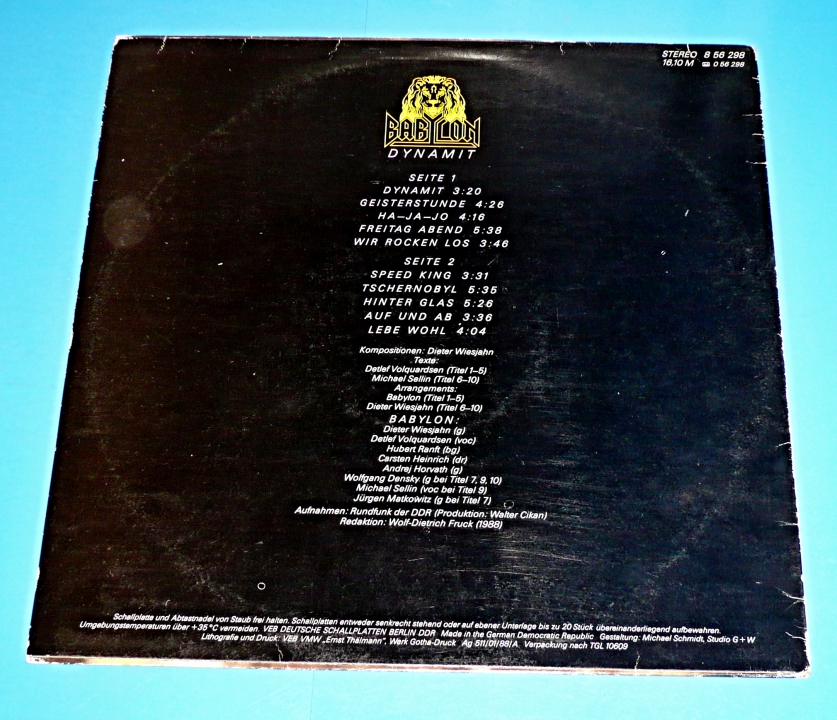 STEREO 8 56 298
16,10 M 0 56 298
BABYLON
DYNAMIT
SEITE 1
DYNAMIT 3:20
GEISTERSTUNDE 4:26
HA–JA–JO 4:16
FREITAG ABEND 5:38
WIR ROCKEN LOS 3:46
SEITE 2
SPEED KING 3:31
TSCHERNOBYL 5:35
HINTER GLAS 5:26
AUF UND AB 3:36
LEBE WOHL 4:04
Kompositionen: Dieter Wiesjahn
Texte:
Detlef Volquardsen (Titel 1–5)
Michael Sellin (Titel 6–10)
Arrangements:
Babylon (Titel 1–5)
Dieter Wiesjahn (Titel 6–10)
BABYLON:
Dieter Wiesjahn (g)
Detlef Volquardsen (voc)
Hubert Ranft (bg)
Carsten Heinrich (dr)
Andrej Horvath (g)
Wolfgang Densky (g bei Titel 7, 9, 10)
Michael Sellin (voc bei Titel 9)
Jürgen Matkowitz (g bei Titel 7)
Aufnahmen: Rundfunk der DDR (Produktion: Walter Cikan)
Redaktion: Wolf-Dietrich Fruck (1988)
Schallplatte und Abtastnadel von Staub frei halten. Schallplatten entweder senkrecht stehend oder auf ebener Unterlage bis zu 20 Stück übereinanderliegend aufbewahren.
Umgebungstemperaturen über +35 °C vermeiden. VEB DEUTSCHE SCHALLPLATTEN BERLIN DDR Made in the German Democratic Republic Gestaltung: Michael Schmidt, Studio G+W
Lithografie und Druck: VEB VMW „Ernst Thälmann", Werk Gotha-Druck Ag 511/01/88/A Verpackung nach TGL 10609